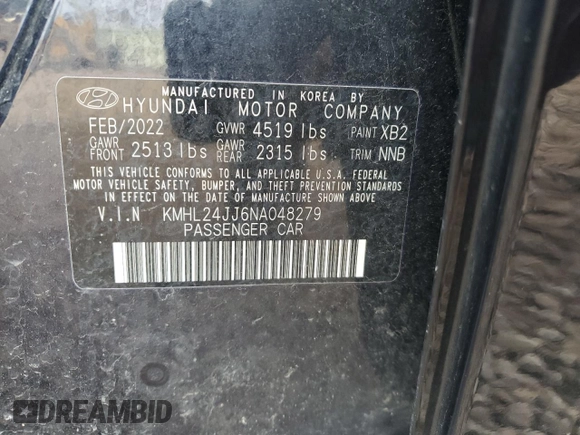 MANUFACTURED IN KOREA BY
HYUNDAI MOTOR COMPANY
FEB/2022 GVWR 4519 lbs PAINT XB2
GAWR FRONT 2513 lbs GAWR REAR 2315 lbs TRIM NNB
THIS VEHICLE CONFORMS TO ALL APPLICABLE U.S.A. FEDERAL
MOTOR VEHICLE SAFETY, BUMPER, AND THEFT PREVENTION STANDARDS
IN EFFECT ON THE DATE OF MANUFACTURE SHOWN ABOVE
V.I.N KMHL24JJ6NA048279
PASSENGER CAR
DREAMBID